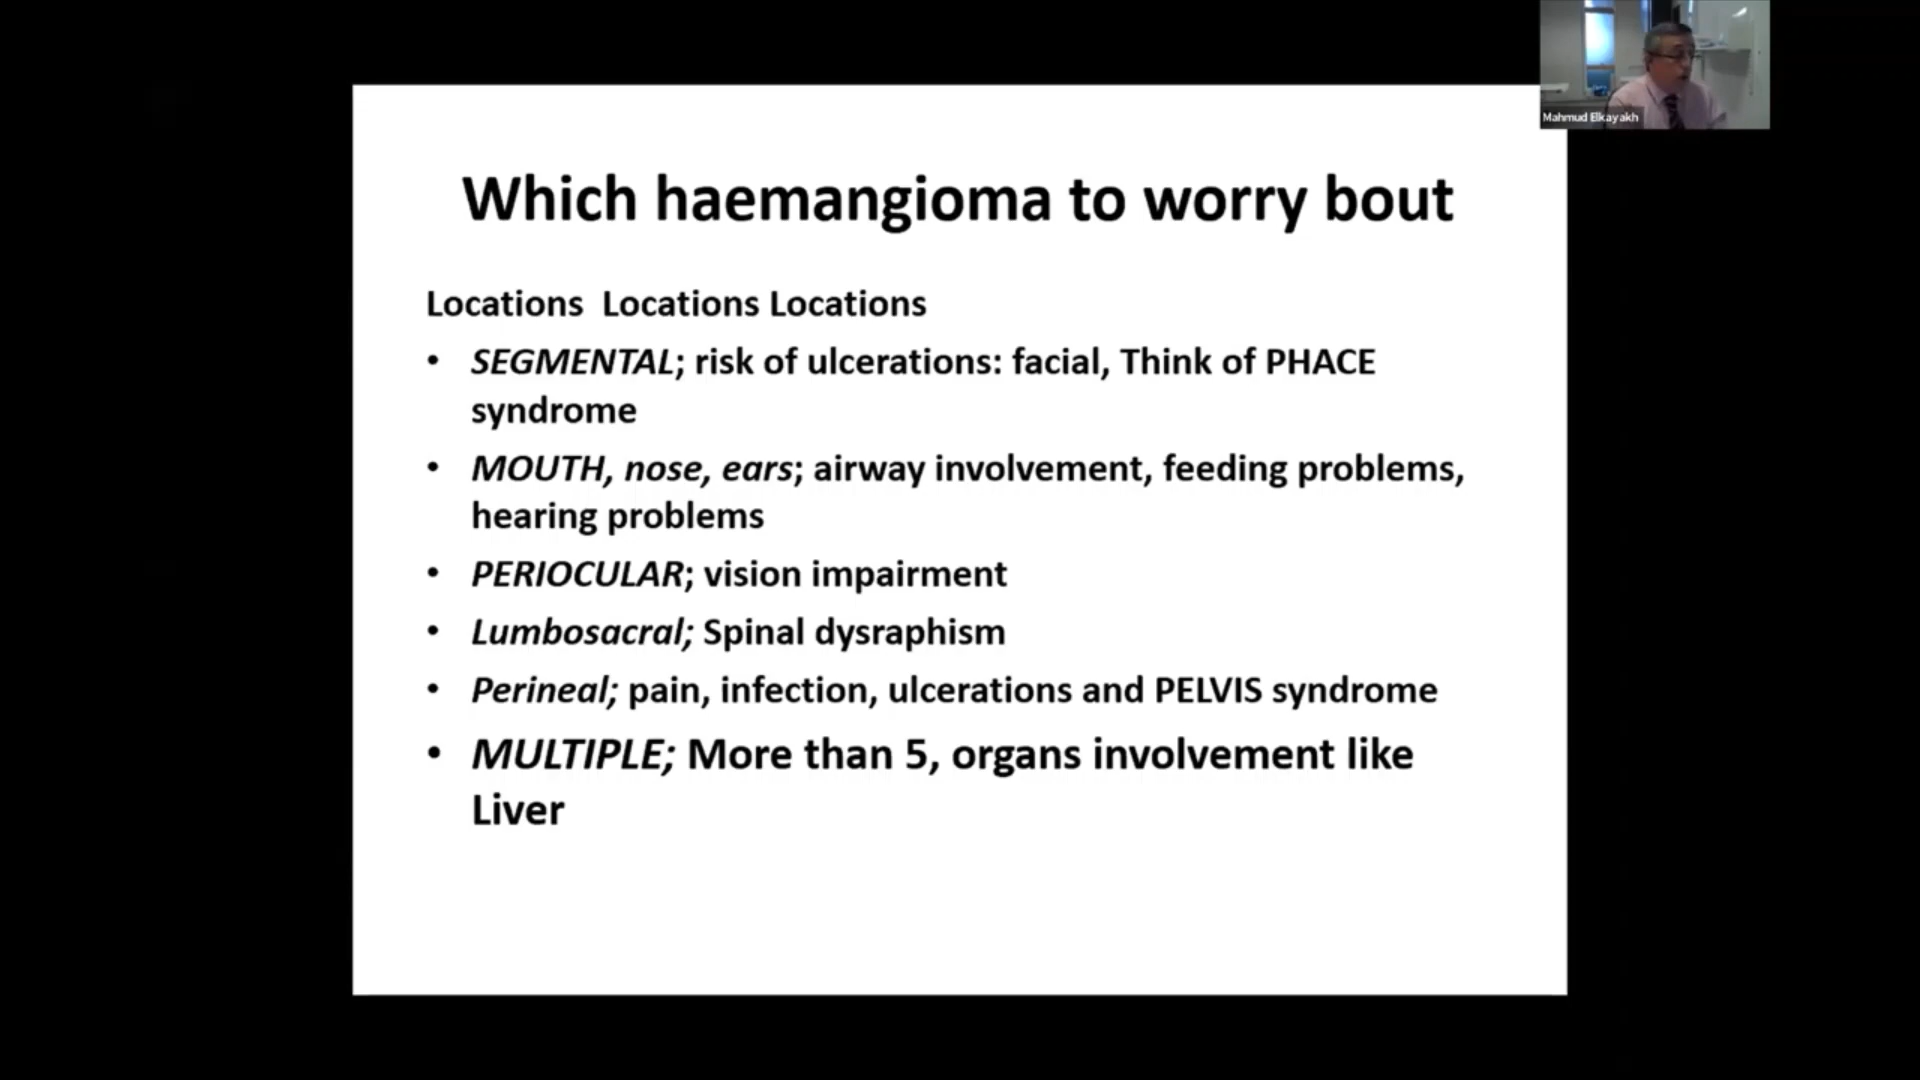 Mahmud Elkayakh
Which haemangioma to worry bout
Locations  Locations Locations
• SEGMENTAL; risk of ulcerations: facial, Think of PHACE
syndrome
• MOUTH, nose, ears; airway involvement, feeding problems,
hearing problems
• PERIOCULAR; vision impairment
• Lumbosacral; Spinal dysraphism
• Perineal; pain, infection, ulcerations and PELVIS syndrome
• MULTIPLE; More than 5, organs involvement like
Liver